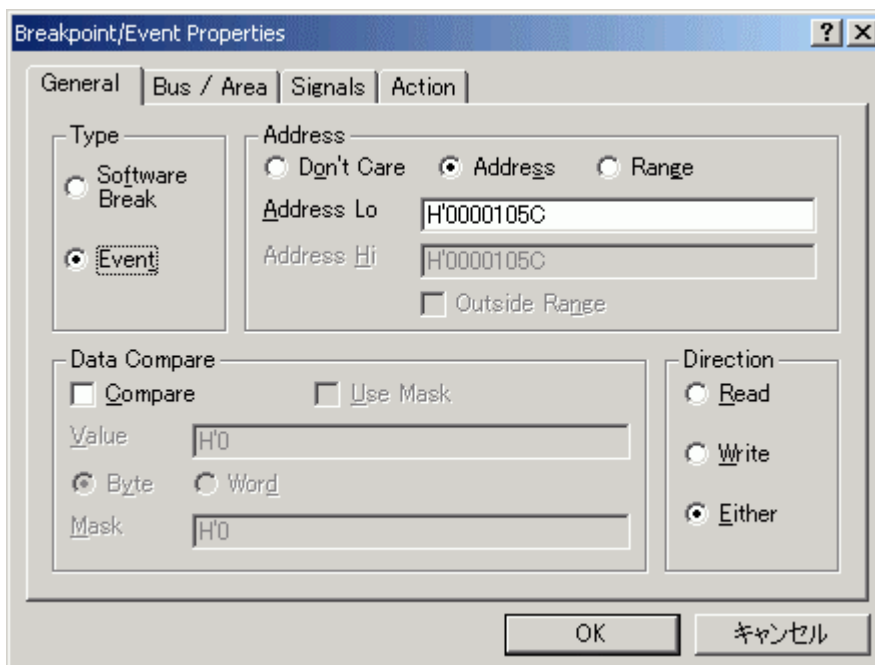 Breakpoint/Event Properties
General Bus / Area Signals Action
Type
Software
Break
Event
Address
Don't Care Address Range
Address Lo H'0000105C
Address Hi H'0000105C
Outside Range
Data Compare
Compare Use Mask
Value H'0
Byte Word
Mask H'0
Direction
Read
Write
Either
OK キャンセル